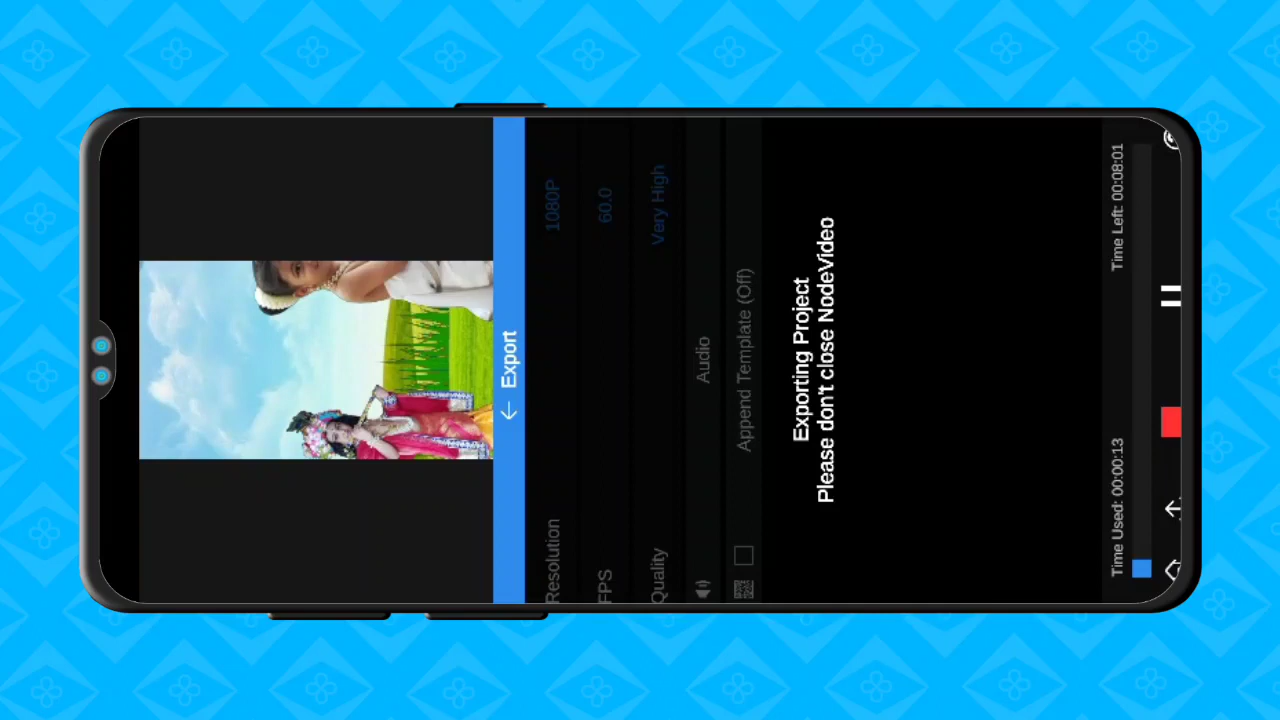 ← Export
Resolution 1080P
FPS 60.0
Quality Very High
Audio
Append Template (Off)
Exporting Project
Please don't close NodeVideo
Time Used: 00:00:13 Time Left: 00:08:01